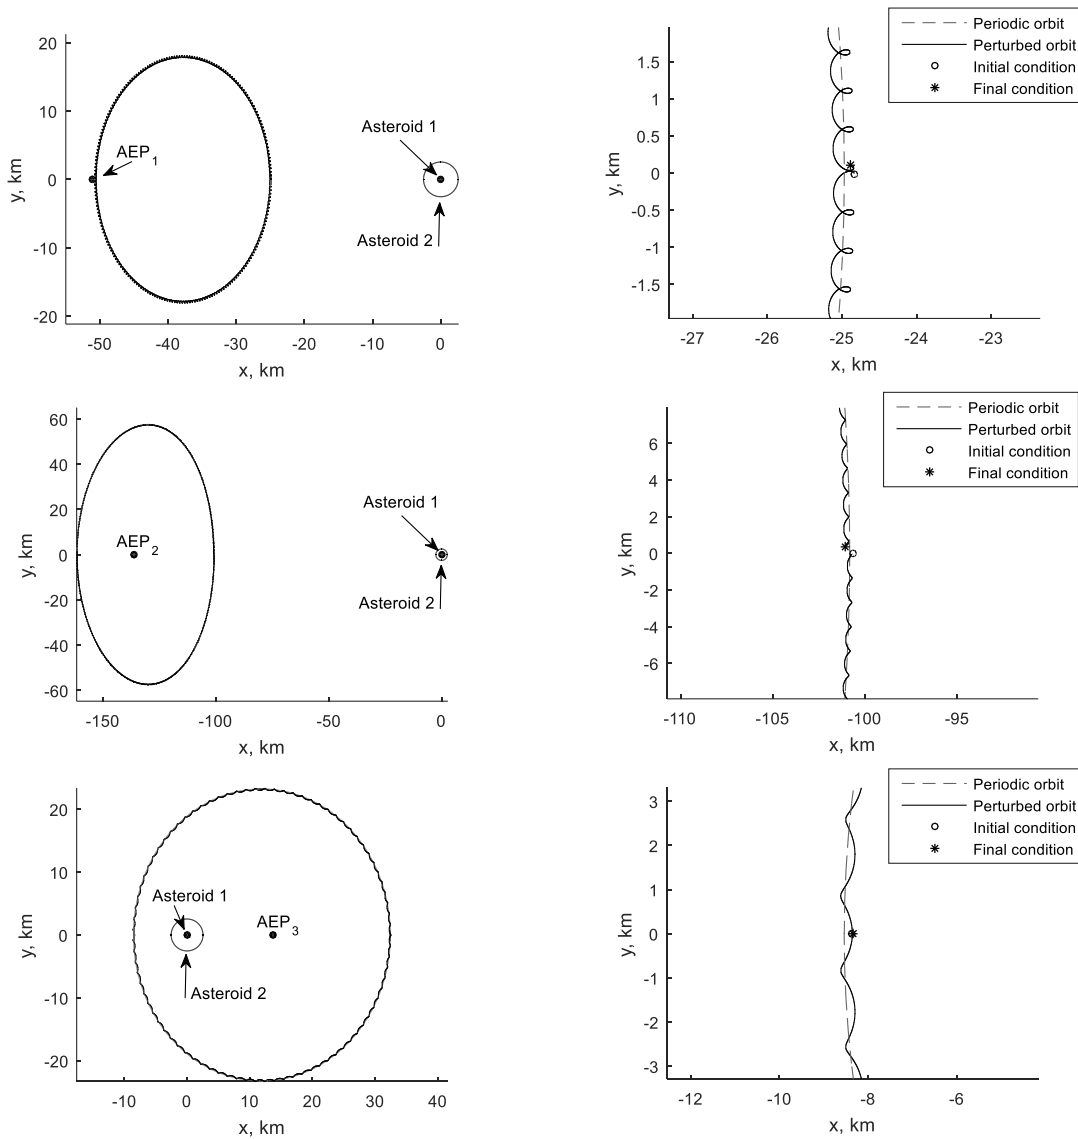 20
10
0
-10
-20
y, km
AEP1
Asteroid 1
Asteroid 2
-50 -40 -30 -20 -10 0
x, km
1.5
1
0.5
0
-0.5
-1
-1.5
y, km
Periodic orbit
Perturbed orbit
Initial condition
Final condition
-27 -26 -25 -24 -23
x, km
60
40
20
0
-20
-40
-60
y, km
AEP2
Asteroid 1
Asteroid 2
-150 -100 -50 0
x, km
6
4
2
0
-2
-4
-6
y, km
Periodic orbit
Perturbed orbit
Initial condition
Final condition
-110 -105 -100 -95
x, km
20
10
0
-10
-20
y, km
Asteroid 1
AEP3
Asteroid 2
-10 0 10 20 30 40
x, km
3
2
1
0
-1
-2
-3
y, km
Periodic orbit
Perturbed orbit
Initial condition
Final condition
-12 -10 -8 -6
x, km